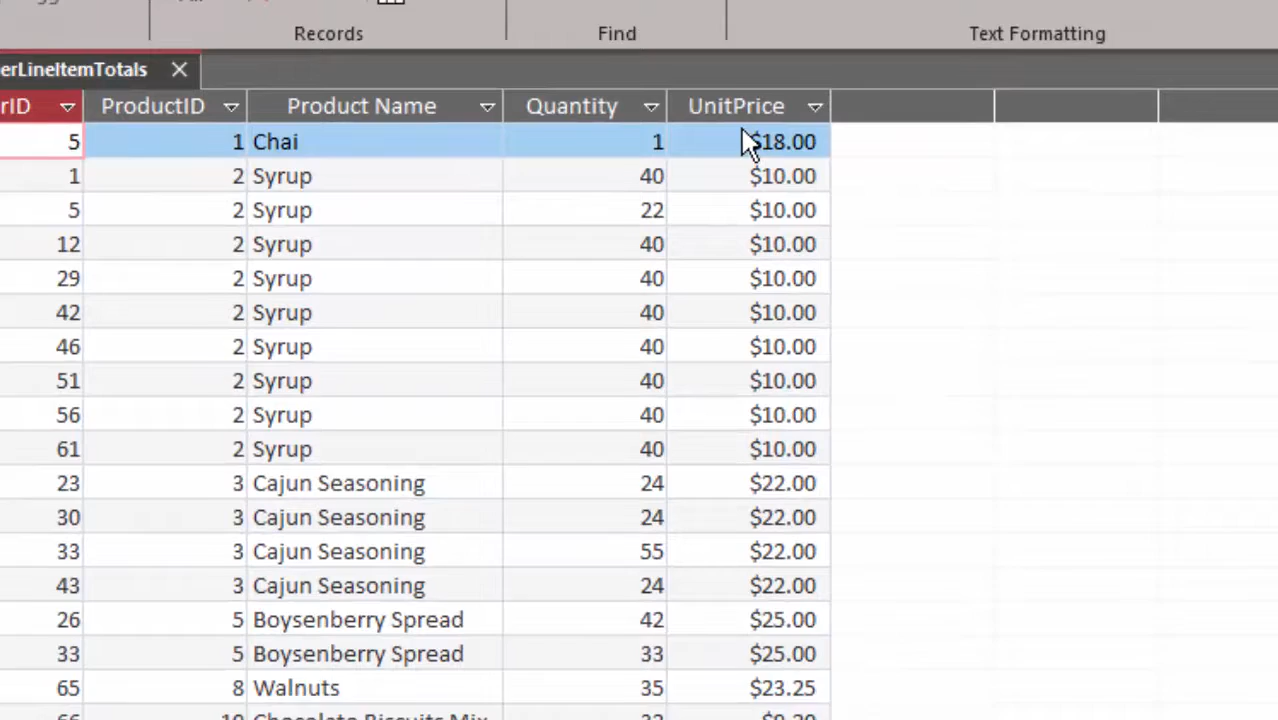 Records Find Text Formatting
erLineItemTotals
rID ProductID Product Name Quantity UnitPrice
5 1 Chai 1 $18.00
1 2 Syrup 40 $10.00
5 2 Syrup 22 $10.00
12 2 Syrup 40 $10.00
29 2 Syrup 40 $10.00
42 2 Syrup 40 $10.00
46 2 Syrup 40 $10.00
51 2 Syrup 40 $10.00
56 2 Syrup 40 $10.00
61 2 Syrup 40 $10.00
23 3 Cajun Seasoning 24 $22.00
30 3 Cajun Seasoning 24 $22.00
33 3 Cajun Seasoning 55 $22.00
43 3 Cajun Seasoning 24 $22.00
26 5 Boysenberry Spread 42 $25.00
33 5 Boysenberry Spread 33 $25.00
65 8 Walnuts 35 $23.25
Chocolate Biscuits Mix